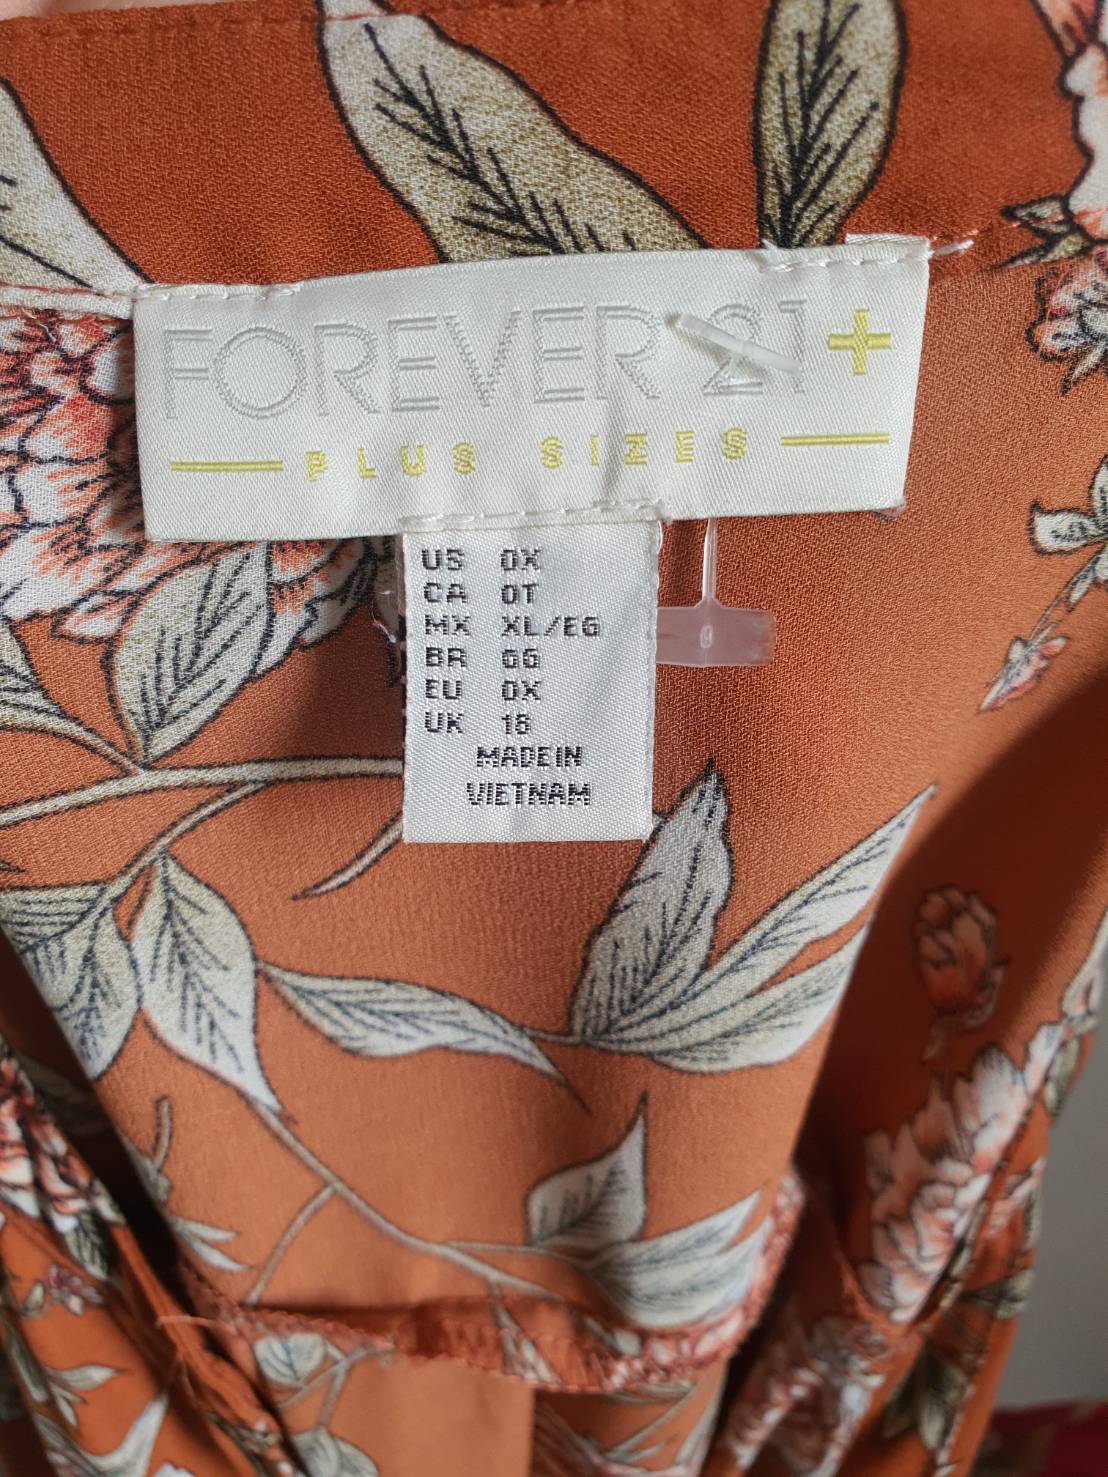 FOREVER 21+
PLUS SIZES
US 0X
CA 0T
MX XL/EG
BR GG
EU 0X
UK 18
MADE IN
VIETNAM